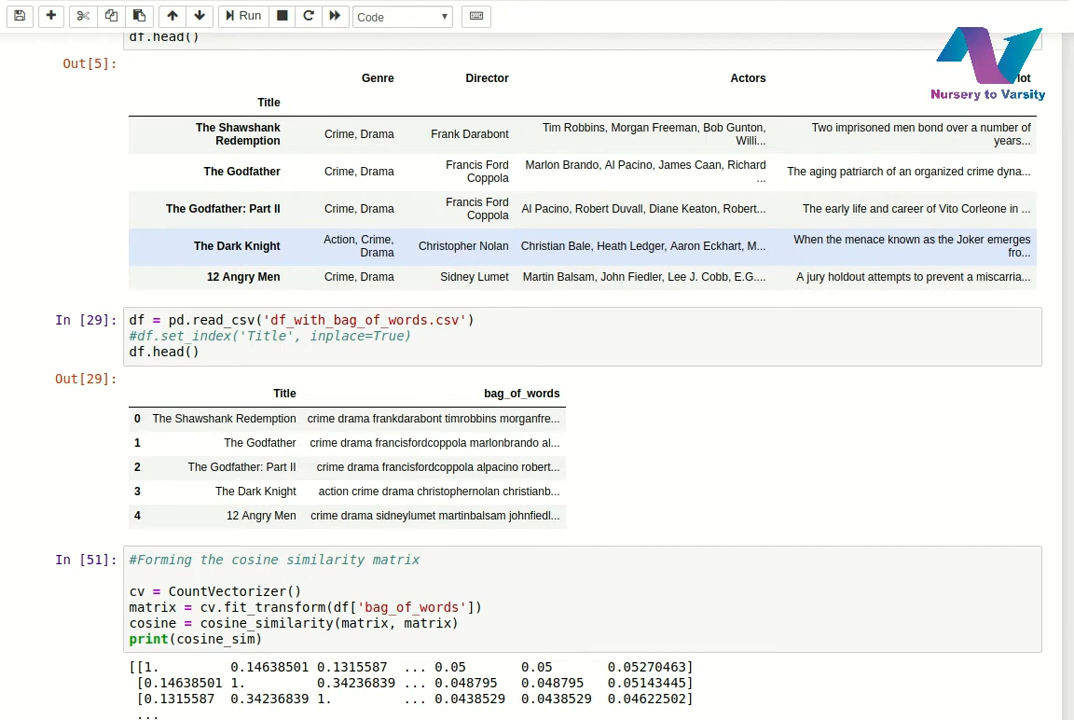 Run
Code
df.head()
Nursery to Varsity
Out[5]:
Genre Director Actors lot
Title
The Shawshank Redemption Crime, Drama Frank Darabont Tim Robbins, Morgan Freeman, Bob Gunton, Willi... Two imprisoned men bond over a number of years...
The Godfather Crime, Drama Francis Ford Coppola Marlon Brando, Al Pacino, James Caan, Richard ... The aging patriarch of an organized crime dyna...
The Godfather: Part II Crime, Drama Francis Ford Coppola Al Pacino, Robert Duvall, Diane Keaton, Robert... The early life and career of Vito Corleone in ...
The Dark Knight Action, Crime, Drama Christopher Nolan Christian Bale, Heath Ledger, Aaron Eckhart, M... When the menace known as the Joker emerges fro...
12 Angry Men Crime, Drama Sidney Lumet Martin Balsam, John Fiedler, Lee J. Cobb, E.G.... A jury holdout attempts to prevent a miscarria...
In [29]: df = pd.read_csv('df_with_bag_of_words.csv')
#df.set_index('Title', inplace=True)
df.head()
Out[29]:
Title bag_of_words
0 The Shawshank Redemption crime drama frankdarabont timrobbins morganfre...
1 The Godfather crime drama francisfordcoppola marlonbrando al...
2 The Godfather: Part II crime drama francisfordcoppola alpacino robert...
3 The Dark Knight action crime drama christophernolan christianb...
4 12 Angry Men crime drama sidneylumet martinbalsam johnfiedl...
In [51]: #Forming the cosine similarity matrix
cv = CountVectorizer()
matrix = cv.fit_transform(df['bag_of_words'])
cosine = cosine_similarity(matrix, matrix)
print(cosine_sim)
[[1. 0.14638501 0.1315587 ... 0.05 0.05 0.05270463]
[0.14638501 1. 0.34236839 ... 0.048795 0.048795 0.05143445]
[0.1315587 0.34236839 1. ... 0.0438529 0.0438529 0.04622502]
...